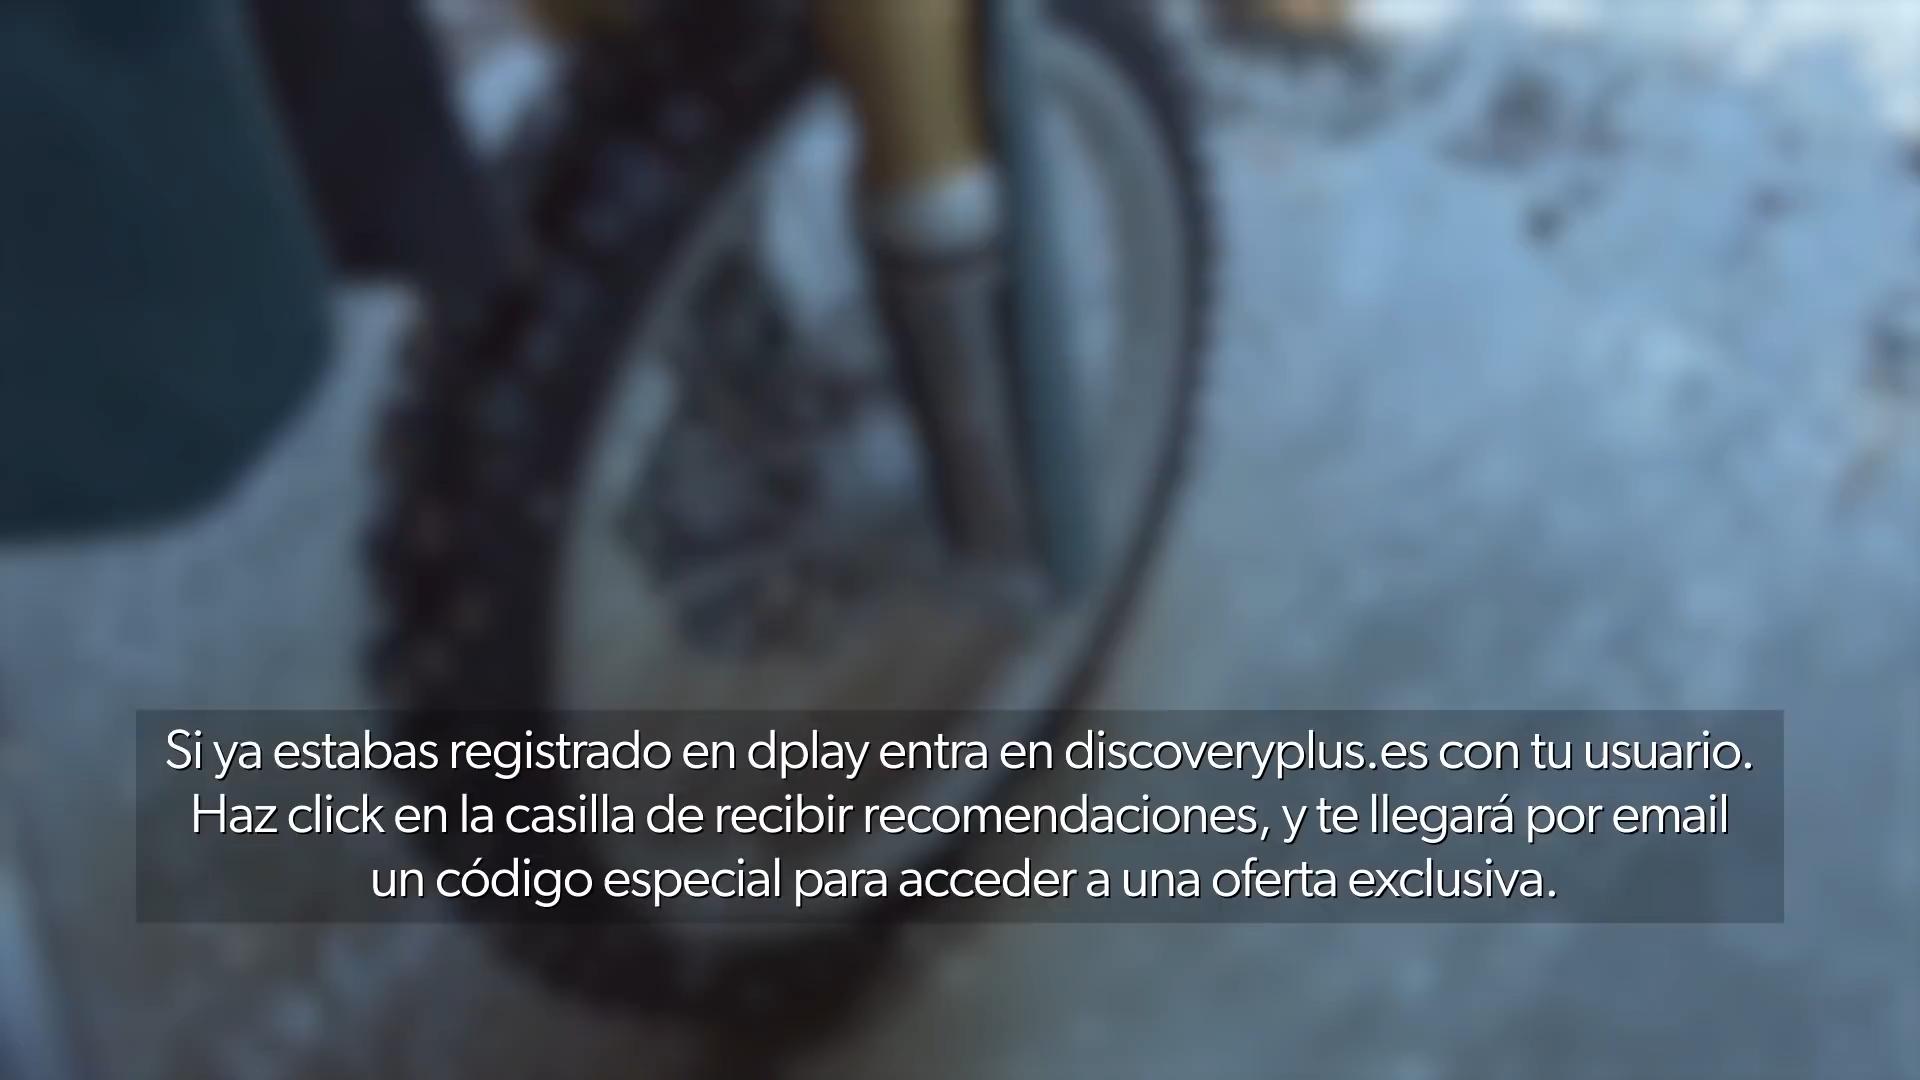 Si ya estabas registrado en dplay entra en discoveryplus.es con tu usuario.
Haz click en la casilla de recibir recomendaciones, y te llegará por email
un código especial para acceder a una oferta exclusiva.